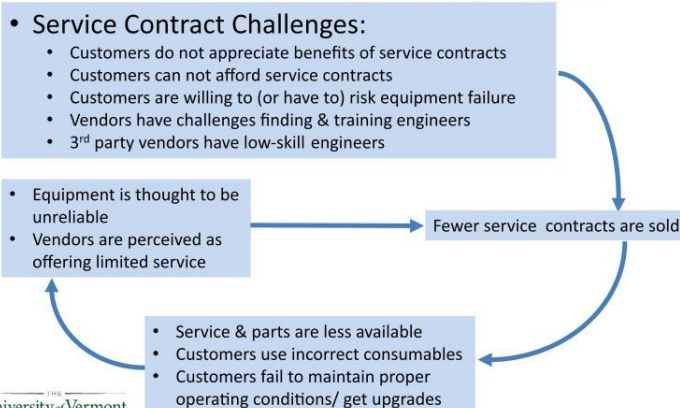 • Service Contract Challenges:
• Customers do not appreciate benefits of service contracts
• Customers can not afford service contracts
• Customers are willing to (or have to) risk equipment failure
• Vendors have challenges finding & training engineers
• 3rd party vendors have low-skill engineers
• Equipment is thought to be
unreliable
• Vendors are perceived as
offering limited service
Fewer service contracts are sold
• Service & parts are less available
• Customers use incorrect consumables
• Customers fail to maintain proper
operating conditions/ get upgrades
THE
of Vermont